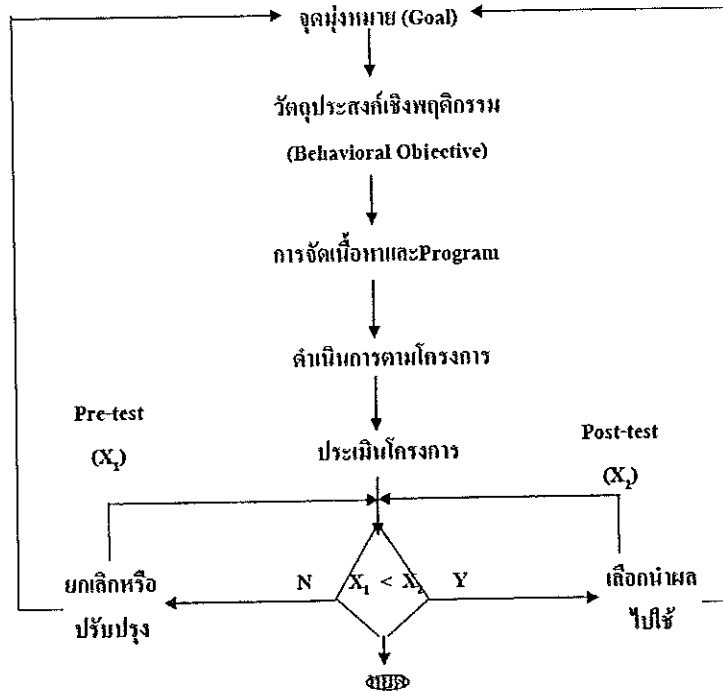 จุดมุ่งหมาย (Goal)
วัตถุประสงค์เชิงพฤติกรรม
(Behavioral Objective)
การจัดเนื้อหาและProgram
ดำเนินการตามโครงการ
Pre-test
(X₁)
ประเมินโครงการ
Post-test
(X₂)
ยกเลิกหรือ
ปรับปรุง
N
X₁ < X₂
Y
เลือกนำผล
ไปใช้
หยุด